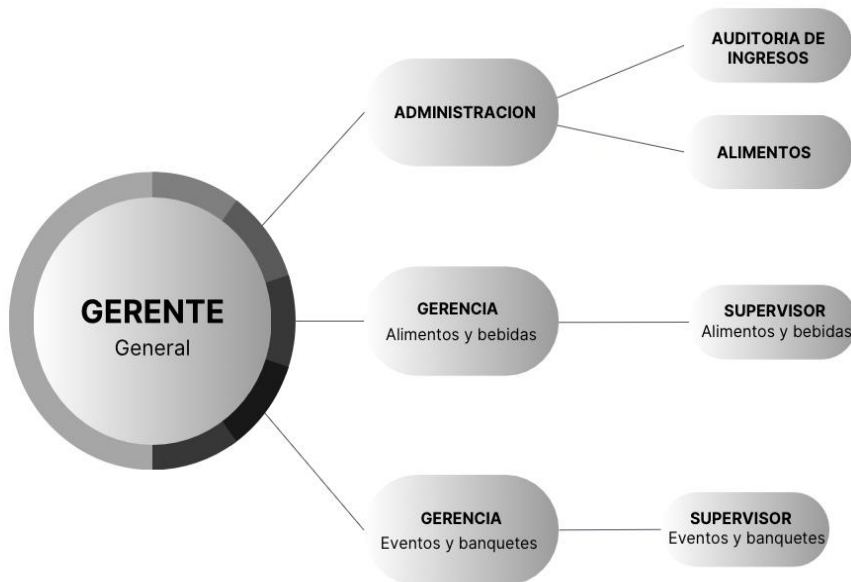 GERENTE
General
ADMINISTRACION
AUDITORIA DE
INGRESOS
ALIMENTOS
GERENCIA
Alimentos y bebidas
SUPERVISOR
Alimentos y bebidas
GERENCIA
Eventos y banquetes
SUPERVISOR
Eventos y banquetes